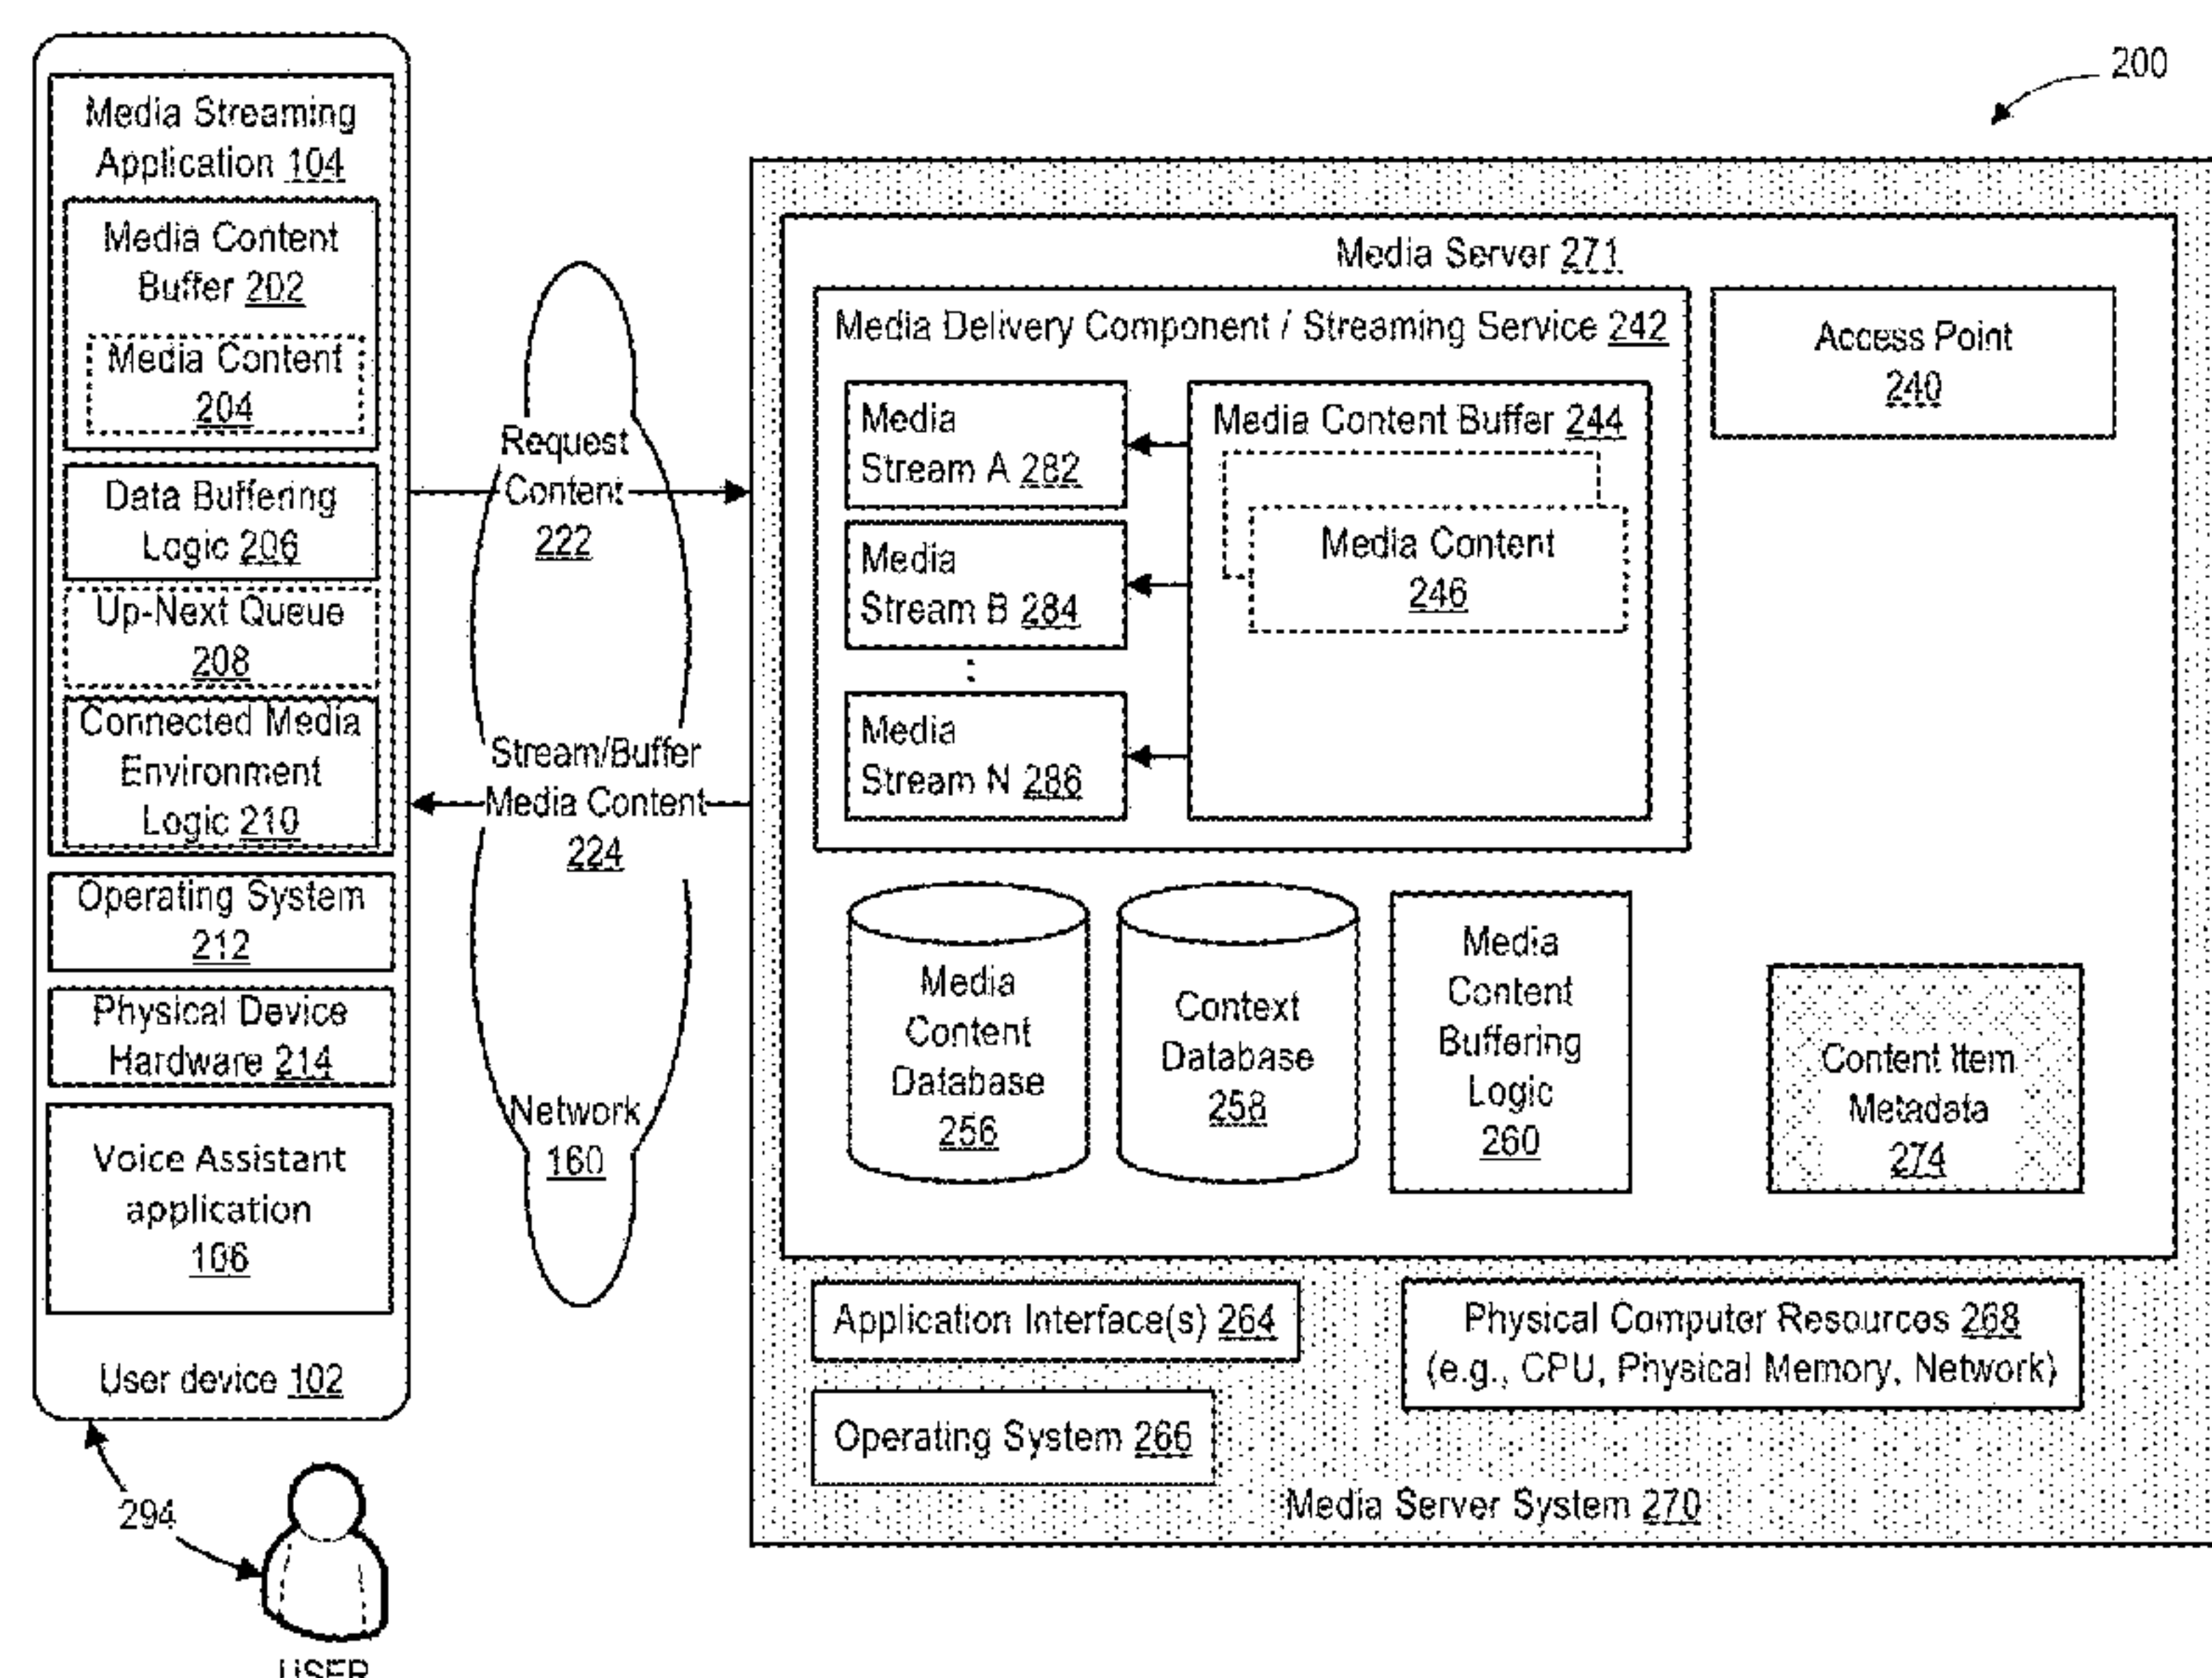 200
Media Streaming
Application 104
Media Content
Buffer 202
Media Content
204
Data Buffering
Logic 206
Up-Next Queue
208
Connected Media
Environment
Logic 210
Operating System
212
Physical Device
Hardware 214
Voice Assistant
application
106
User device 102
294
USER
Request
Content
222
Stream/Buffer
Media Content
224
Network
160
Media Server 271
Media Delivery Component / Streaming Service 242
Media
Stream A 282
Media
Stream B 284
⋮
Media
Stream N 286
Media Content Buffer 244
Media Content
246
Access Point
240
Media
Content
Database
256
Context
Database
258
Media
Content
Buffering
Logic
260
Content Item
Metadata
274
Application Interface(s) 264
Physical Computer Resources 268
(e.g., CPU, Physical Memory, Network)
Operating System 266
Media Server System 270